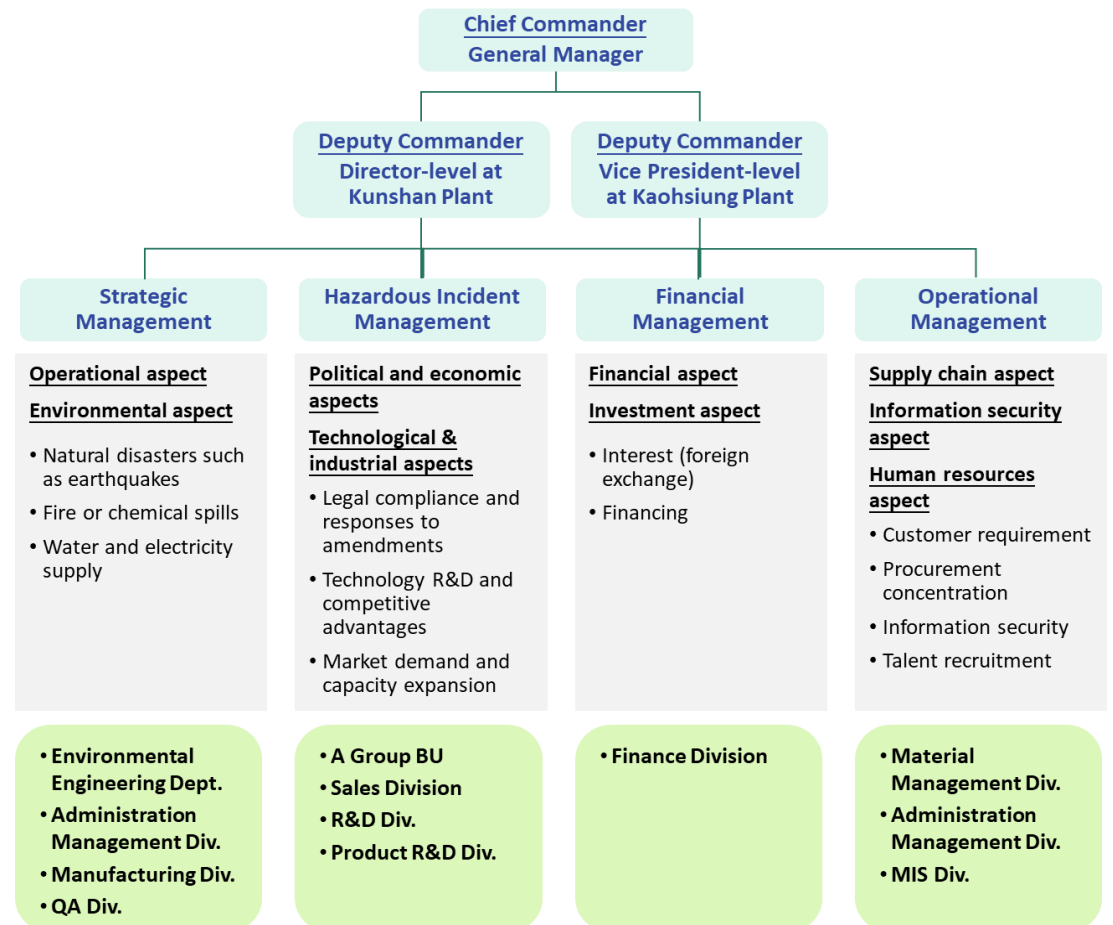 Chief Commander
General Manager
Deputy Commander
Director-level at
Kunshan Plant
Deputy Commander
Vice President-level
at Kaohsiung Plant
Strategic
Management
Hazardous Incident
Management
Financial
Management
Operational
Management
Operational aspect
Environmental aspect
• Natural disasters such
as earthquakes
• Fire or chemical spills
• Water and electricity
supply
Political and economic
aspects
Technological &
industrial aspects
• Legal compliance and
responses to
amendments
• Technology R&D and
competitive
advantages
• Market demand and
capacity expansion
Financial aspect
Investment aspect
• Interest (foreign
exchange)
• Financing
Supply chain aspect
Information security
aspect
Human resources
aspect
• Customer requirement
• Procurement
concentration
• Information security
• Talent recruitment
• Environmental
Engineering Dept.
• Administration
Management Div.
• Manufacturing Div.
• QA Div.
• A Group BU
• Sales Division
• R&D Div.
• Product R&D Div.
• Finance Division
• Material
Management Div.
• Administration
Management Div.
• MIS Div.